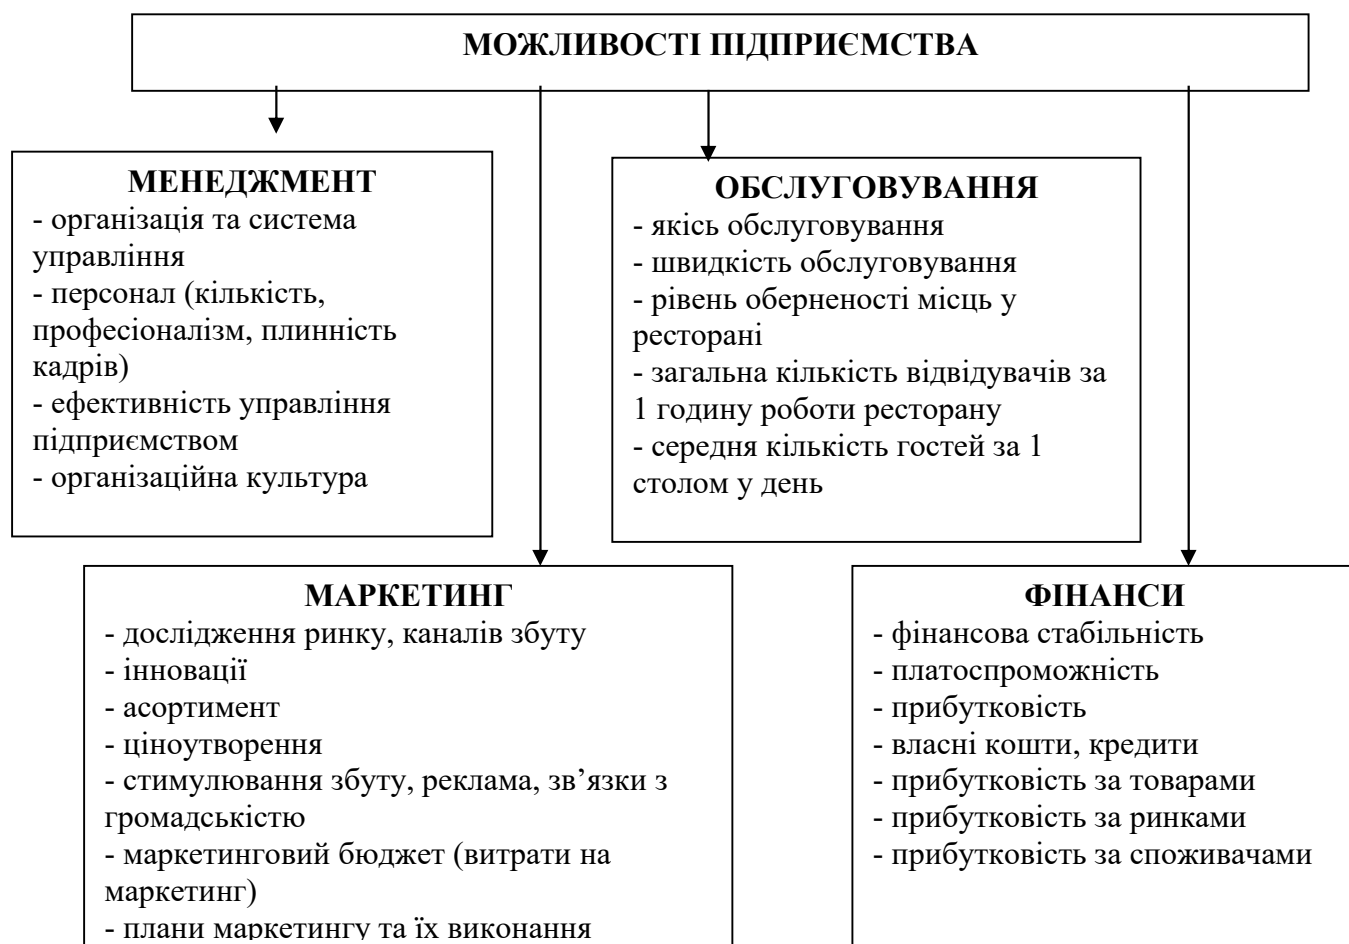 МОЖЛИВОСТІ ПІДПРИЄМСТВА
МЕНЕДЖМЕНТ
- організація та система
управління
- персонал (кількість,
професіоналізм, плинність
кадрів)
- ефективність управління
підприємством
- організаційна культура
ОБСЛУГОВУВАННЯ
- якісь обслуговування
- швидкість обслуговування
- рівень оберненості місць у
ресторані
- загальна кількість відвідувачів за
1 годину роботи ресторану
- середня кількість гостей за 1
столом у день
МАРКЕТИНГ
- дослідження ринку, каналів збуту
- інновації
- асортимент
- ціноутворення
- стимулювання збуту, реклама, зв’язки з
громадськістю
- маркетинговий бюджет (витрати на
маркетинг)
- плани маркетингу та їх виконання
ФІНАНСИ
- фінансова стабільність
- платоспроможність
- прибутковість
- власні кошти, кредити
- прибутковість за товарами
- прибутковість за ринками
- прибутковість за споживачами